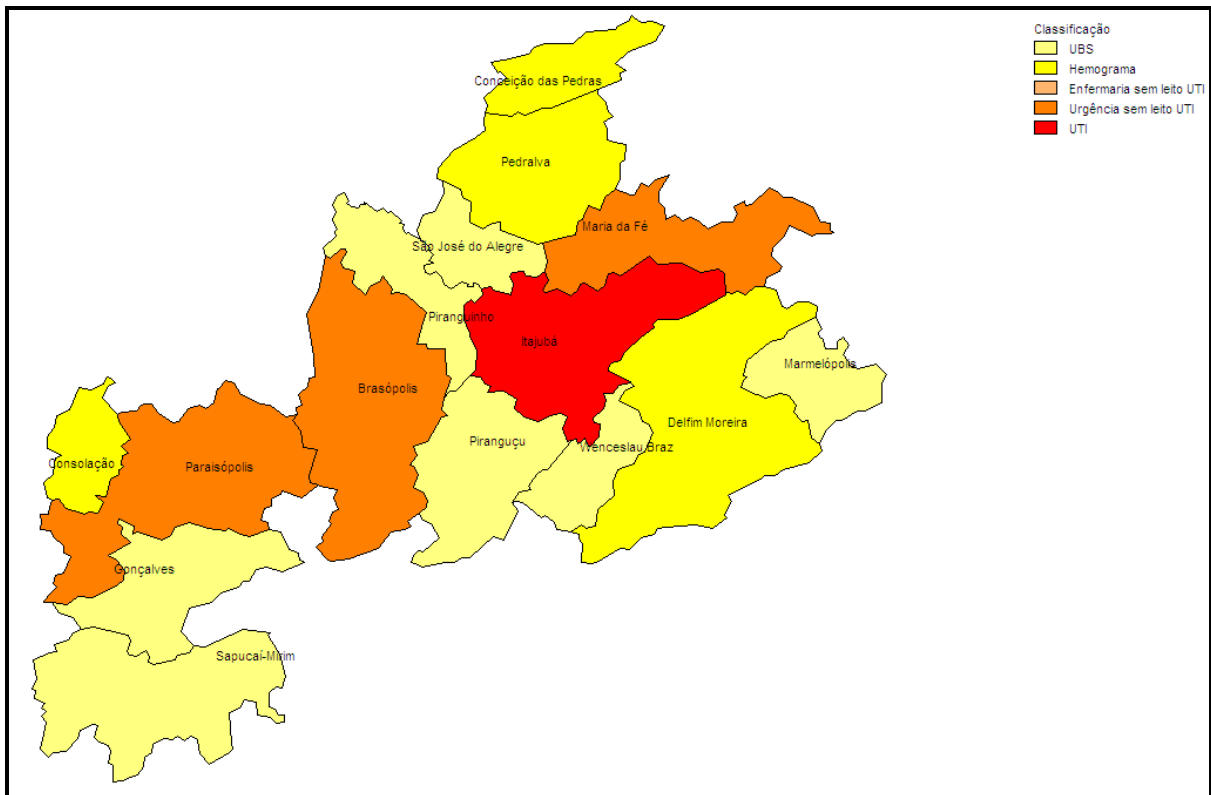 Classificação
UBS
Hemograma
Enfermaria sem leito UTI
Urgência sem leito UTI
UTI
Conceição das Pedras
Pedralva
Maria da Fé
São José do Alegre
Piranguinho
Itajubá
Marmelópolis
Brasópolis
Delfim Moreira
Piranguçu
Wenceslau Braz
Consolação
Paraisópolis
Gonçalves
Sapucaí-Mirim